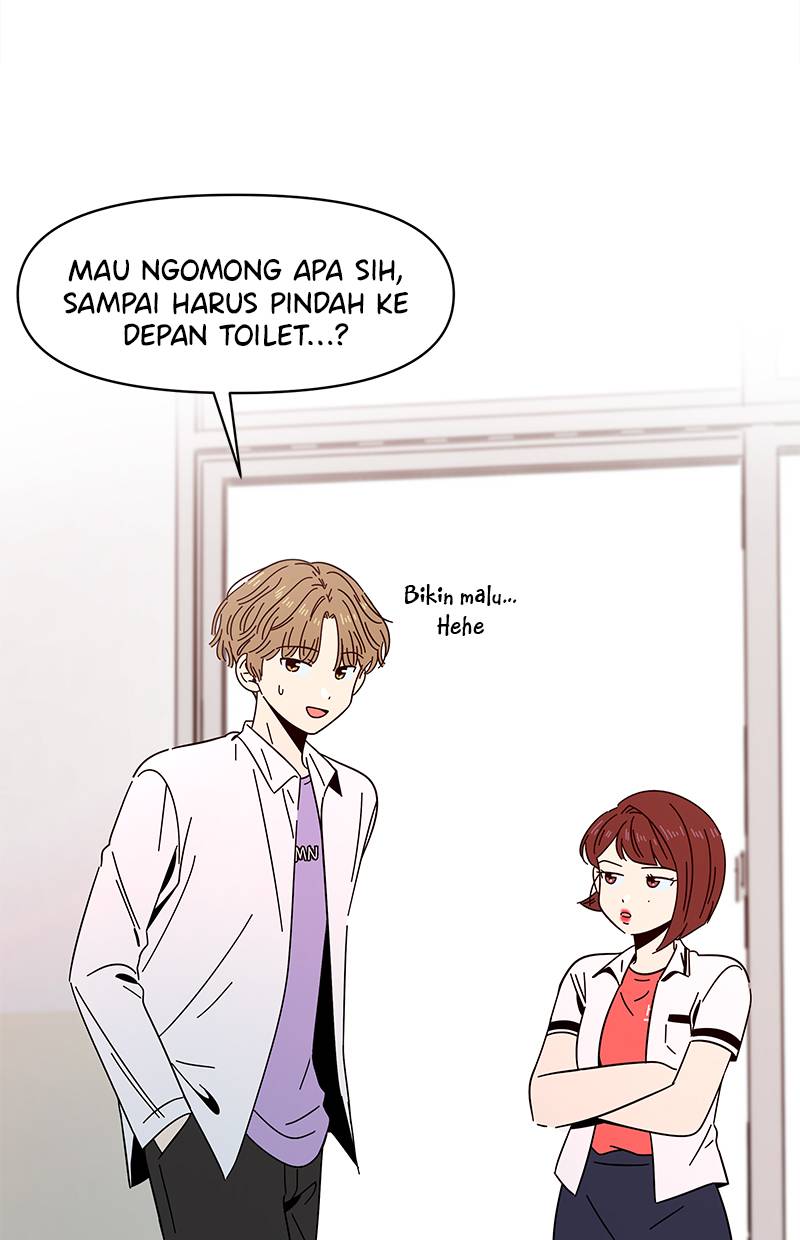 MAU NGOMONG APA SIH,
SAMPAI HARUS PINDAH KE
DEPAN TOILET...?
Bikin malu...
Hehe
MN